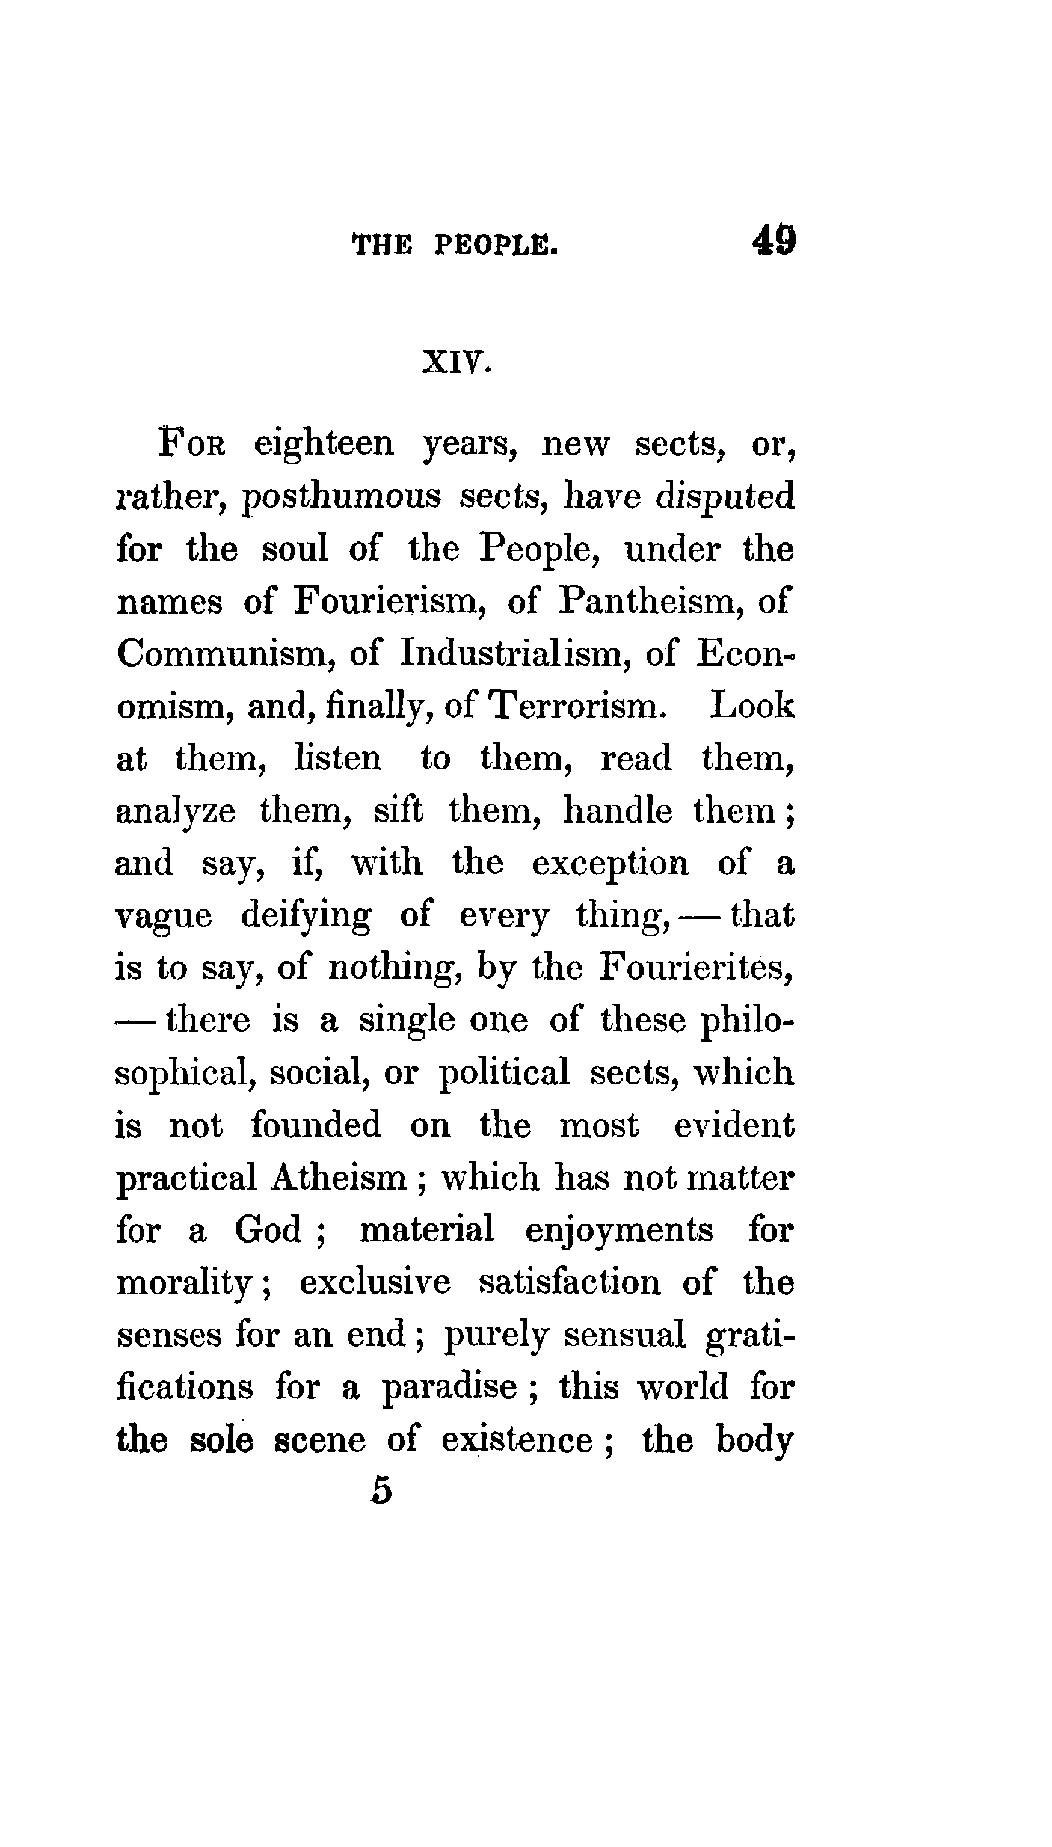 THE PEOPLE. 49
XIV.
FOR eighteen years, new sects, or,
rather, posthumous sects, have disputed
for the soul of the People, under the
names of Fourierism, of Pantheism, of
Communism, of Industrialism, of Econ-
omism, and, finally, of Terrorism. Look
at them, listen to them, read them,
analyze them, sift them, handle them;
and say, if, with the exception of a
vague deifying of every thing,—that
is to say, of nothing, by the Fourierites,
—there is a single one of these philo-
sophical, social, or political sects, which
is not founded on the most evident
practical Atheism; which has not matter
for a God; material enjoyments for
morality; exclusive satisfaction of the
senses for an end; purely sensual grati-
fications for a paradise; this world for
the sole scene of existence; the body
5